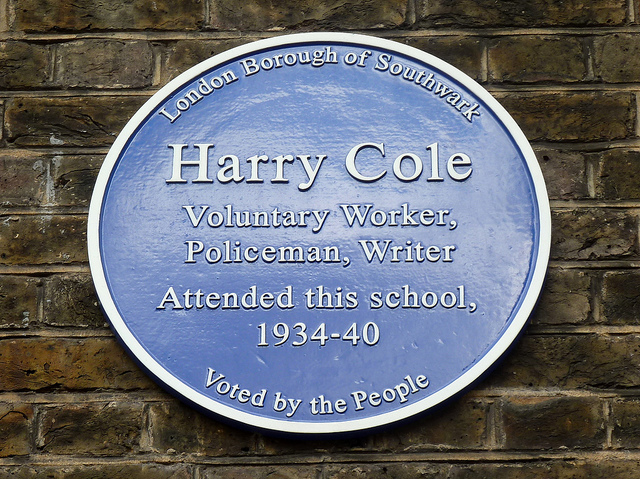 London Borough of Southwark
Harry Cole
Voluntary Worker,
Policeman, Writer
Attended this school,
1934-40
Voted by the People